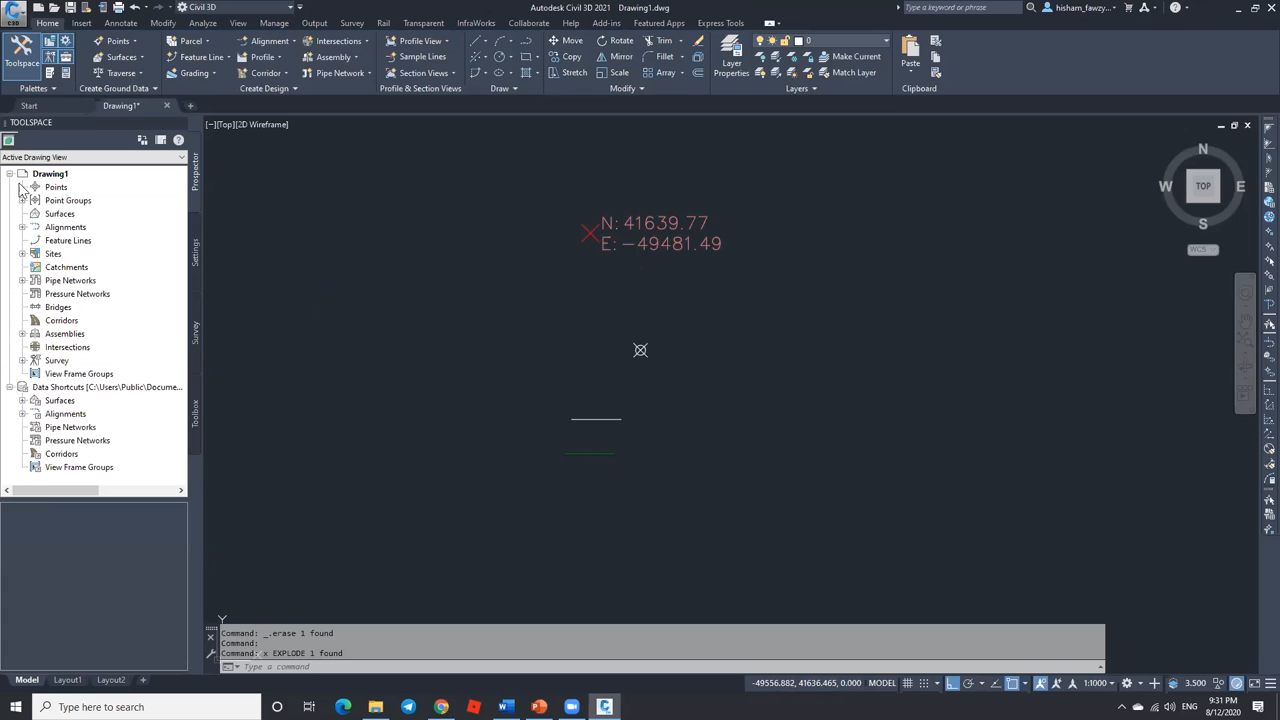 C3D
Civil 3D
Autodesk Civil 3D 2021 Drawing1.dwg
Type a keyword or phrase
hisham_fawzy...
Home Insert Annotate Modify Analyze View Manage Output Survey Rail Transparent InfraWorks Collaborate Help Add-ins Featured Apps Express Tools
Points Parcel Alignment Intersections Profile View Move Rotate Trim 0
Surfaces Feature Line Profile Assembly Sample Lines Copy Mirror Fillet Make Current
Traverse Grading Corridor Pipe Network Section Views Stretch Scale Array Match Layer
Toolspace
Layer Properties
Paste
Palettes Create Ground Data Create Design Profile & Section Views Draw Modify Layers Clipboard
Start Drawing1*
TOOLSPACE
[−][Top][2D Wireframe]
Active Drawing View
Drawing1
Points
Point Groups
Surfaces
Alignments
Feature Lines
Sites
Catchments
Pipe Networks
Pressure Networks
Bridges
Corridors
Assemblies
Intersections
Survey
View Frame Groups
Data Shortcuts [C:\Users\Public\Docume...
Surfaces
Alignments
Pipe Networks
Pressure Networks
Corridors
View Frame Groups
Prospector
Settings
Survey
Toolbox
N: 41639.77
E: −49481.49
N
W TOP E
S
WCS
Y
Command: _.erase 1 found
Command:
Command: x EXPLODE 1 found
Type a command
Model Layout1 Layout2
-49556.882, 41636.465, 0.000 MODEL 1:1000 3.500
Type here to search
ENG
9:31 PM
8/12/2020